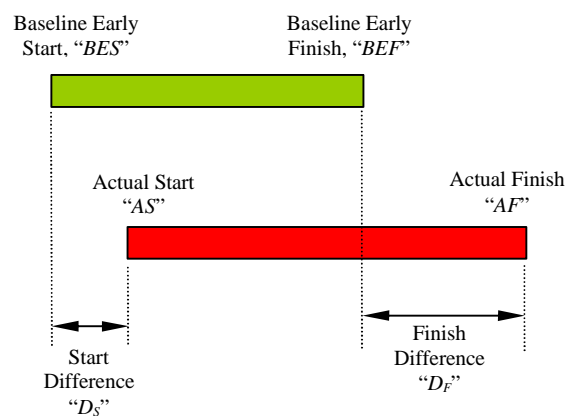 Baseline Early
Start, “BES”
Baseline Early
Finish, “BEF”
Actual Start
“AS”
Actual Finish
“AF”
Start
Difference
“DS”
Finish
Difference
“DF”